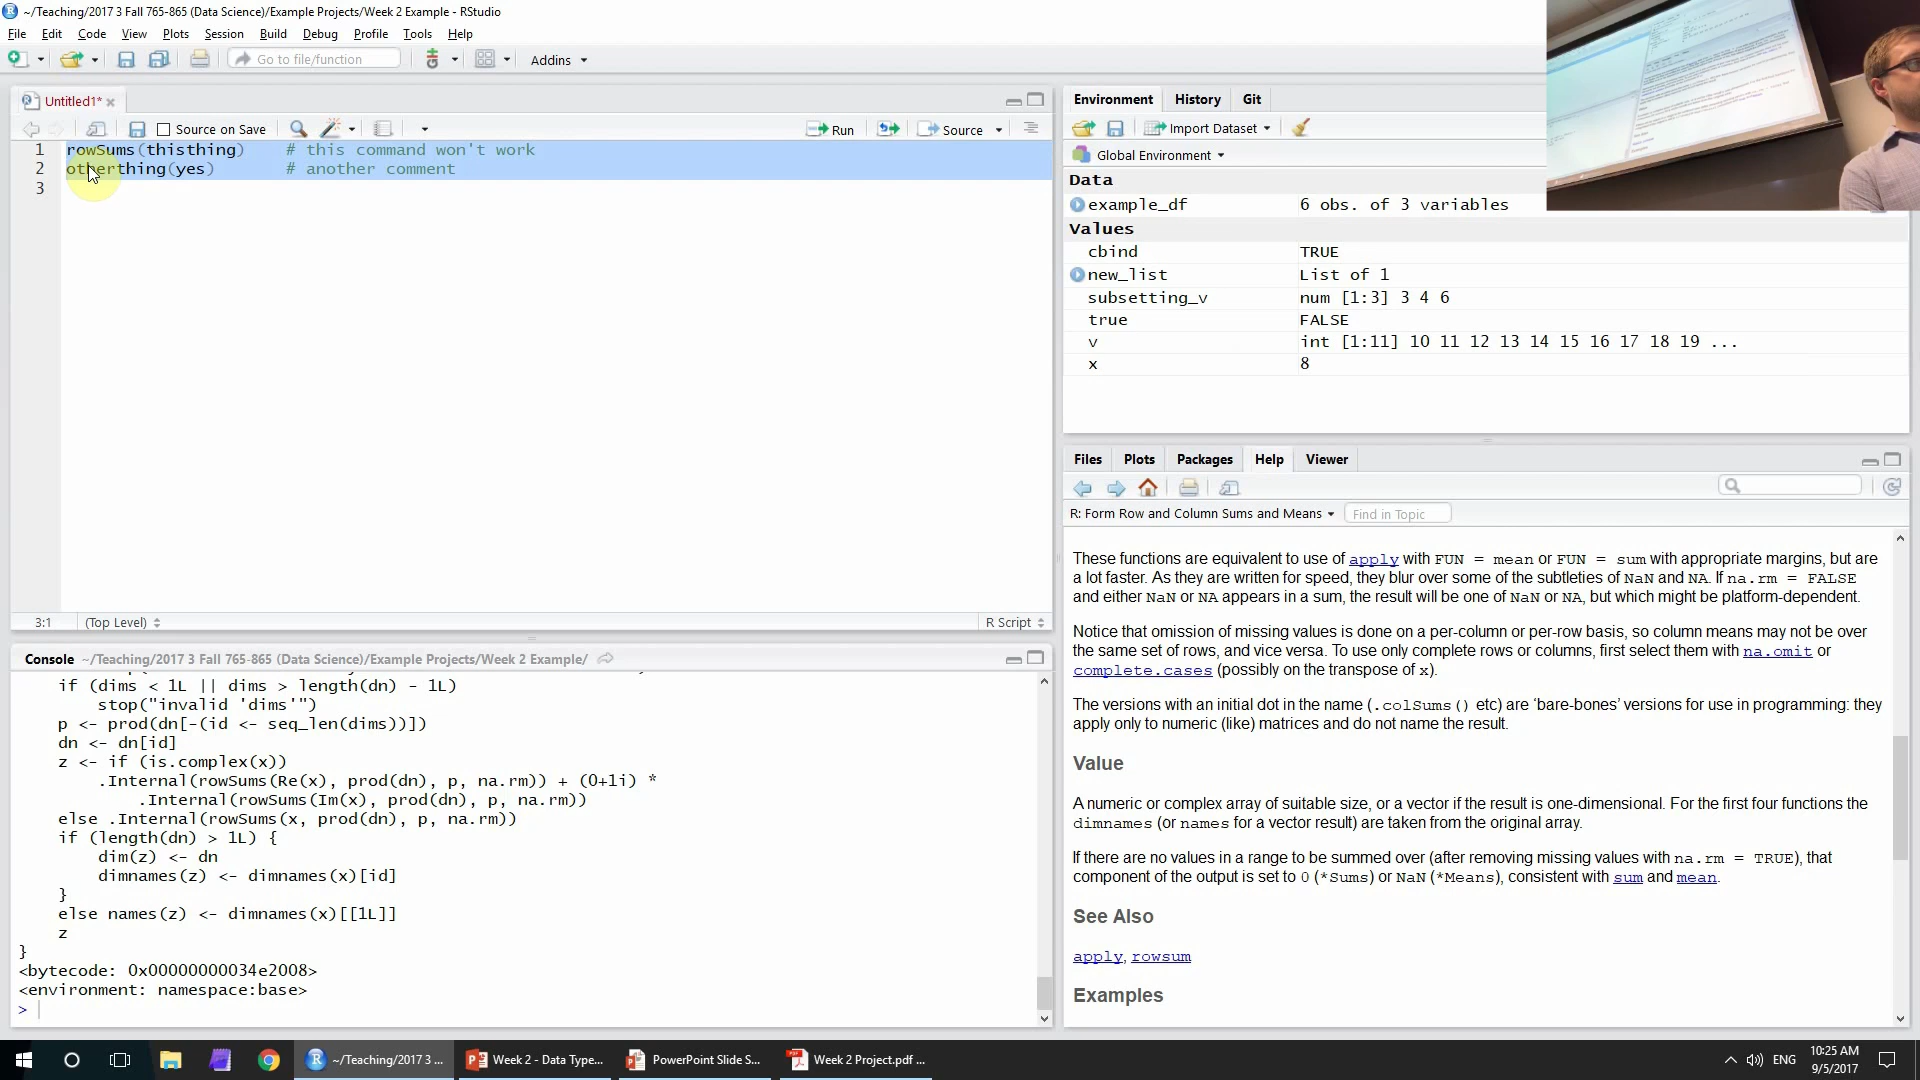 ~/Teaching/2017 3 Fall 765-865 (Data Science)/Example Projects/Week 2 Example - RStudio
File Edit Code View Plots Session Build Debug Profile Tools Help
Go to file/function Addins
Untitled1*
Source on Save Run Source
1 rowSums(thisthing) # this command won't work
2 otherthing(yes) # another comment
3
3:1 (Top Level) R Script
Console ~/Teaching/2017 3 Fall 765-865 (Data Science)/Example Projects/Week 2 Example/
if (dims < 1L || dims > length(dn) - 1L)
stop("invalid 'dims'")
p <- prod(dn[-(id <- seq_len(dims))])
dn <- dn[id]
z <- if (is.complex(x))
.Internal(rowSums(Re(x), prod(dn), p, na.rm)) + (0+1i) *
.Internal(rowSums(Im(x), prod(dn), p, na.rm))
else .Internal(rowSums(x, prod(dn), p, na.rm))
if (length(dn) > 1L) {
dim(z) <- dn
dimnames(z) <- dimnames(x)[id]
}
else names(z) <- dimnames(x)[[1L]]
z
}
<bytecode: 0x00000000034e2008>
<environment: namespace:base>
>
Environment History Git
Import Dataset
Global Environment
Data
example_df 6 obs. of 3 variables
Values
cbind TRUE
new_list List of 1
subsetting_v num [1:3] 3 4 6
true FALSE
v int [1:11] 10 11 12 13 14 15 16 17 18 19 ...
x 8
Files Plots Packages Help Viewer
R: Form Row and Column Sums and Means Find in Topic
These functions are equivalent to use of apply with FUN = mean or FUN = sum with appropriate margins, but are
a lot faster. As they are written for speed, they blur over some of the subtleties of NaN and NA. If na.rm = FALSE
and either NaN or NA appears in a sum, the result will be one of NaN or NA, but which might be platform-dependent.
Notice that omission of missing values is done on a per-column or per-row basis, so column means may not be over
the same set of rows, and vice versa. To use only complete rows or columns, first select them with na.omit or
complete.cases (possibly on the transpose of x).
The versions with an initial dot in the name (.colSums() etc) are ‘bare-bones’ versions for use in programming: they
apply only to numeric (like) matrices and do not name the result.
Value
A numeric or complex array of suitable size, or a vector if the result is one-dimensional. For the first four functions the
dimnames (or names for a vector result) are taken from the original array.
If there are no values in a range to be summed over (after removing missing values with na.rm = TRUE), that
component of the output is set to 0 (*Sums) or NaN (*Means), consistent with sum and mean.
See Also
apply, rowsum
Examples
~/Teaching/2017 3 ... Week 2 - Data Type... PowerPoint Slide S... Week 2 Project.pdf ... ENG 10:25 AM
9/5/2017